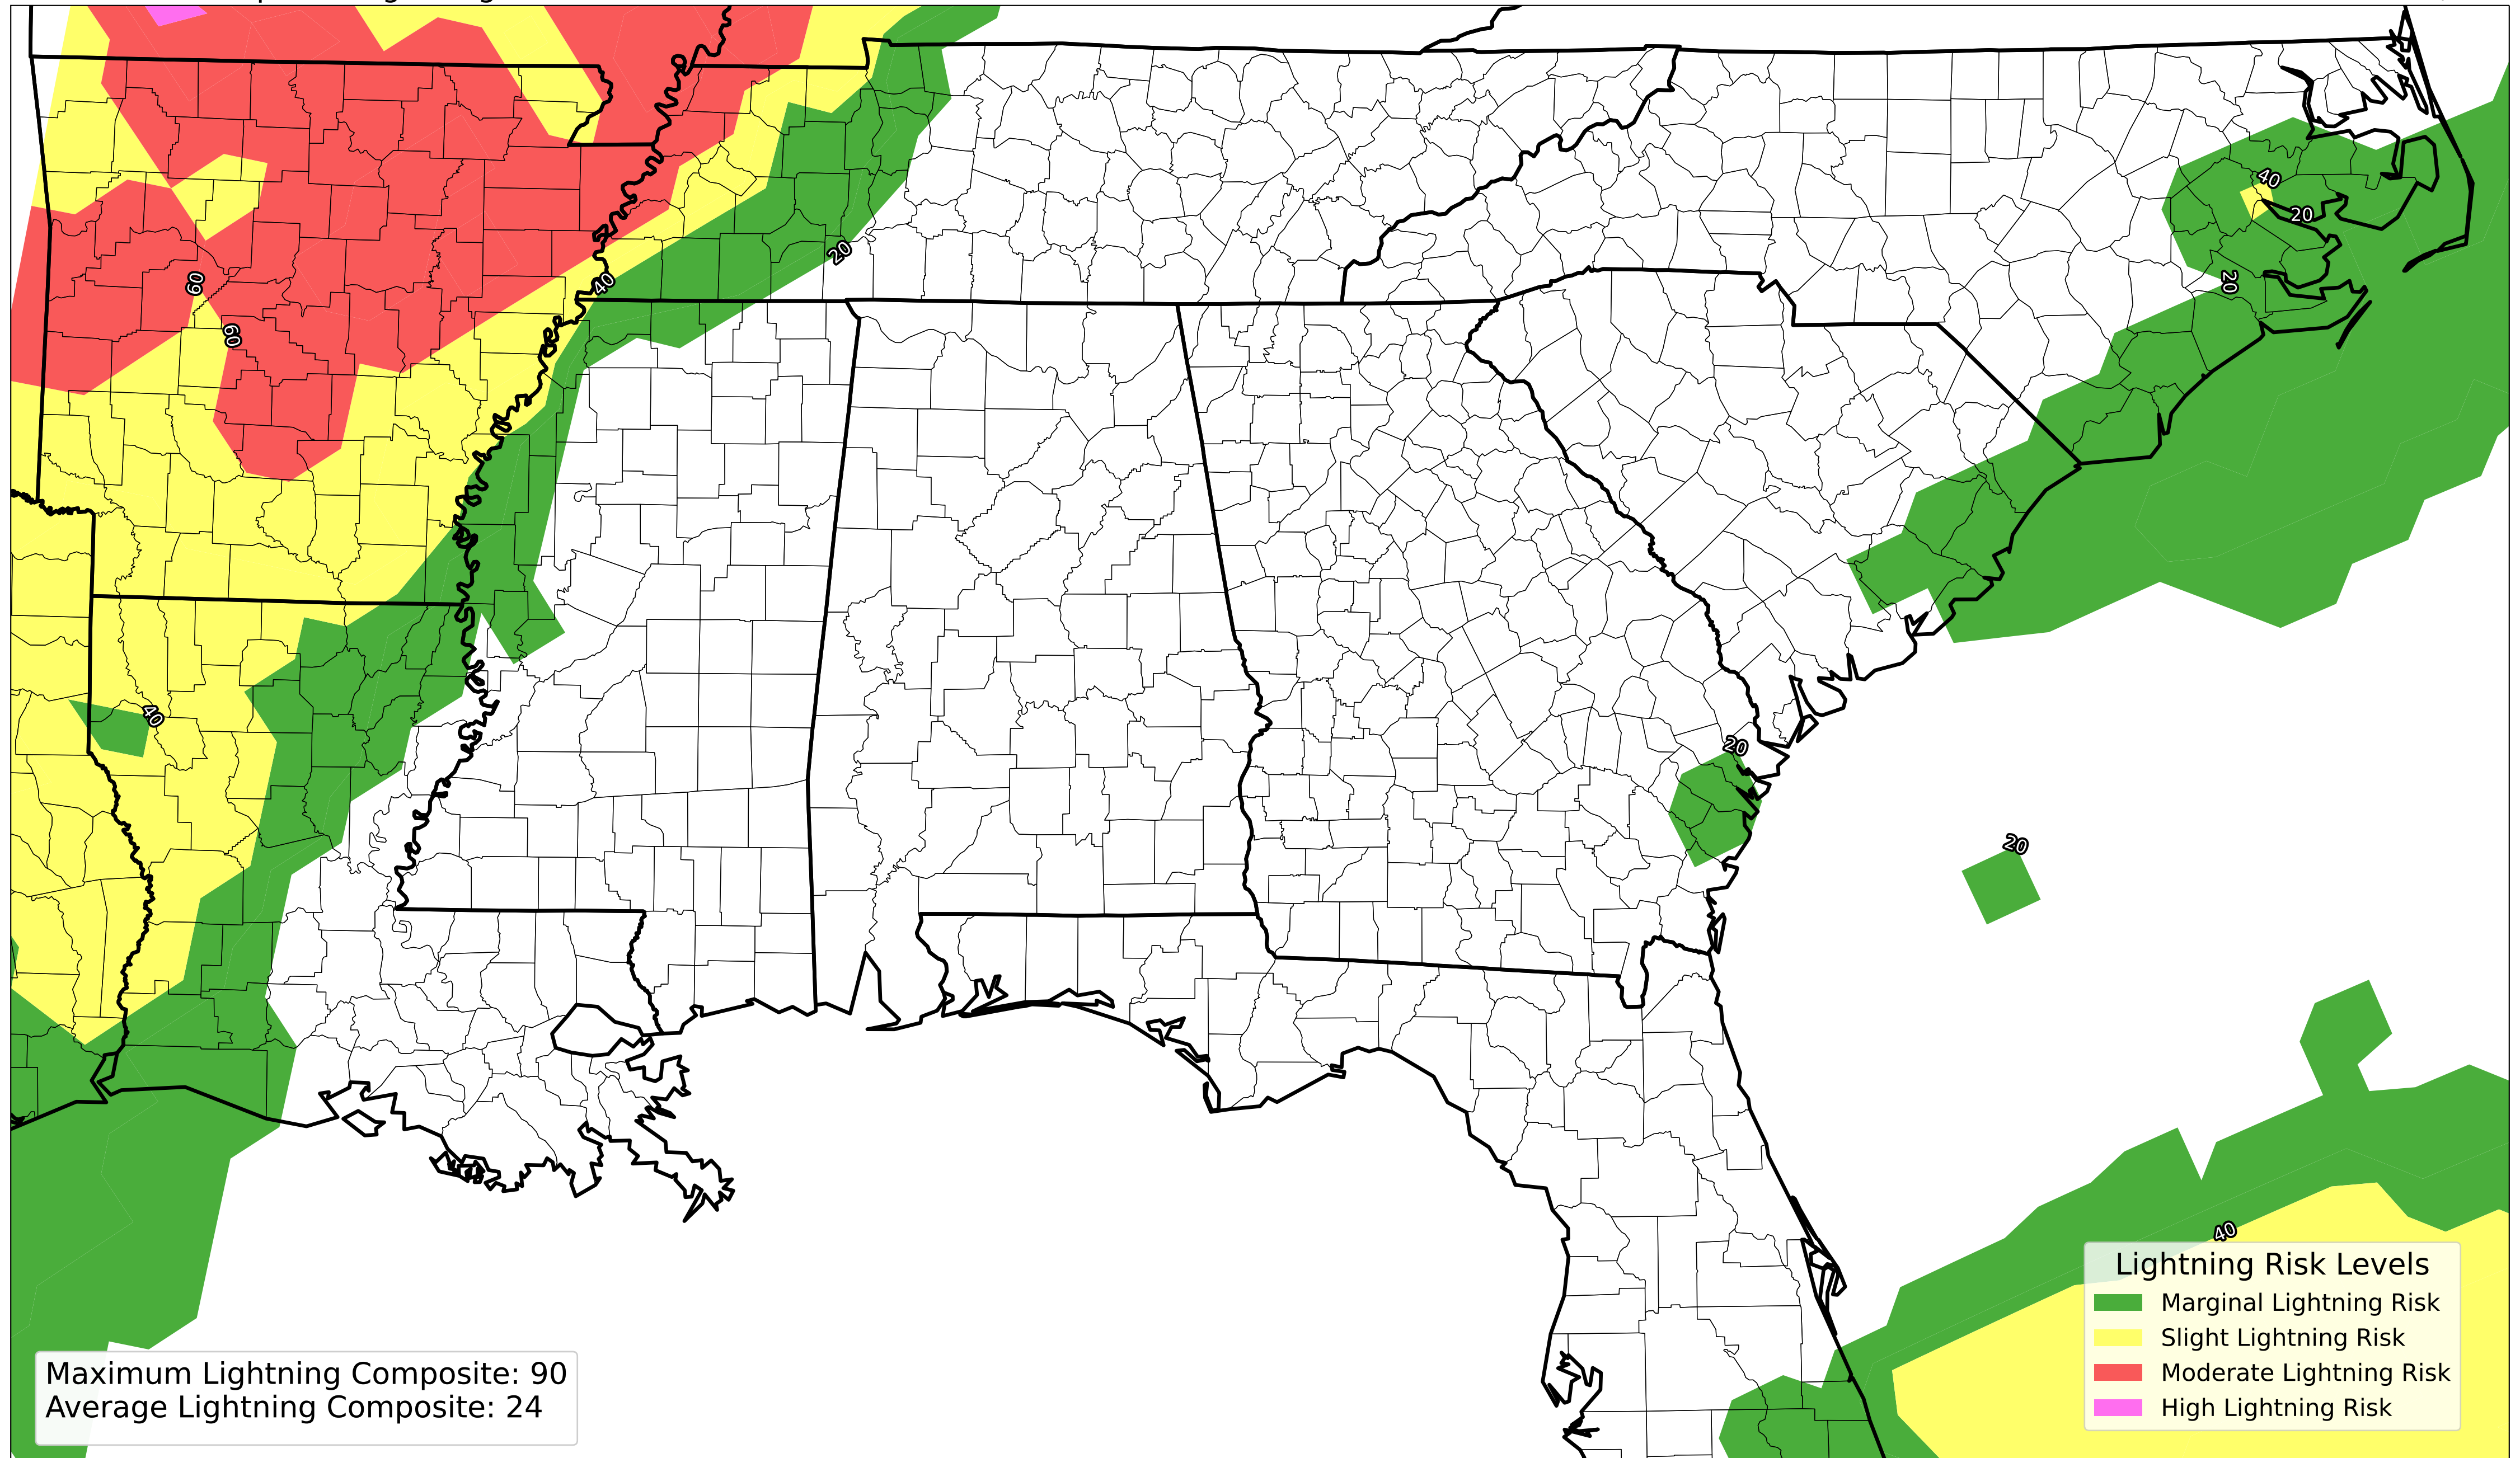 40
20
20
20
40
60
60
40
20
20
40
Lightning Risk Levels
Marginal Lightning Risk
Slight Lightning Risk
Moderate Lightning Risk
High Lightning Risk
Maximum Lightning Composite: 90
Average Lightning Composite: 24